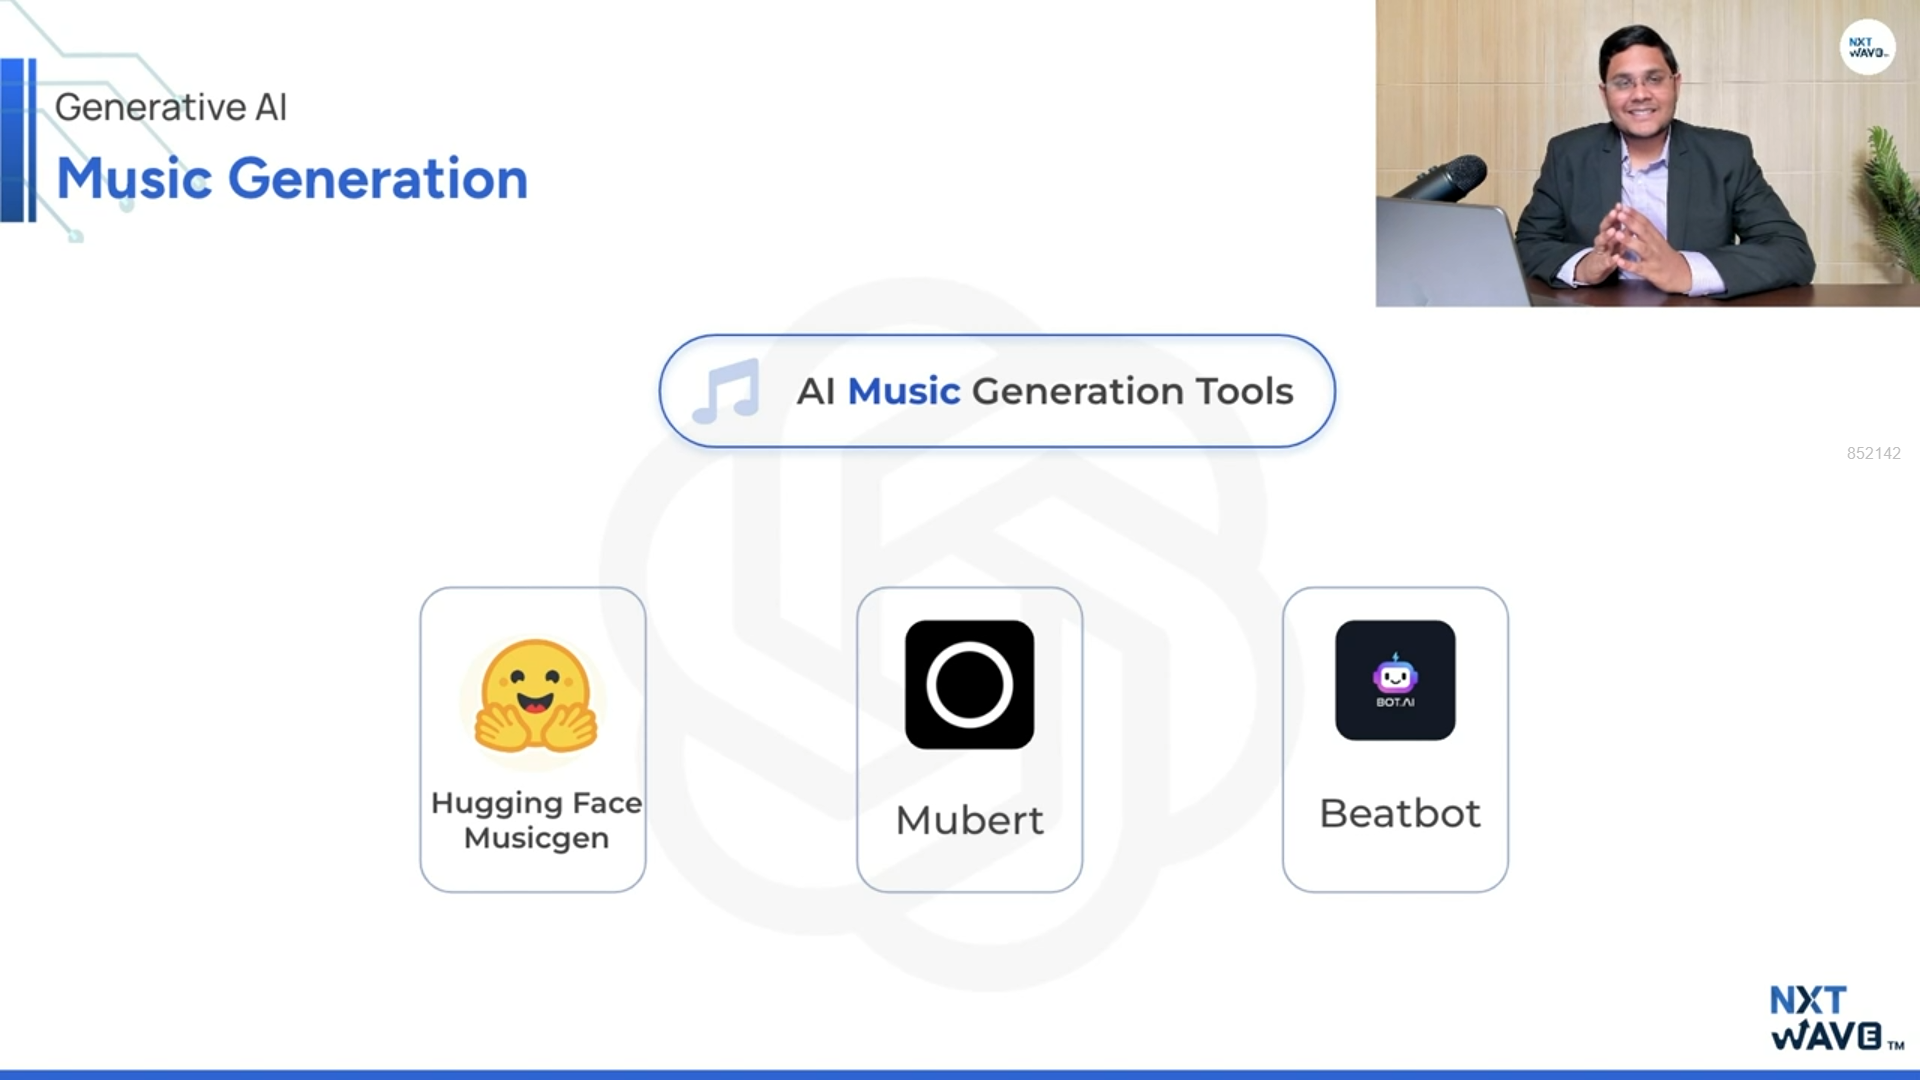 Generative AI
Music Generation
NXT
WAVE
AI Music Generation Tools
852142
BOT.AI
Hugging Face
Musicgen
Mubert
Beatbot
NXT
WAVE TM